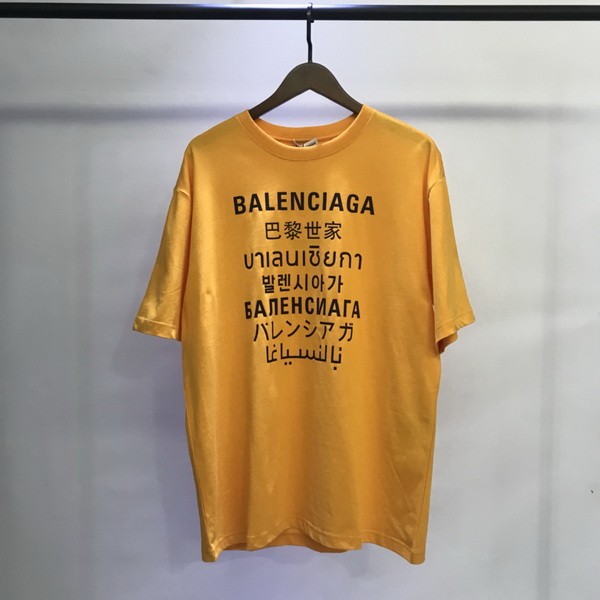 BALENCIAGA
巴黎世家
บาเลนเชียกา
발렌시아가
БАЛЕНСИАГА
バレンシアガ
بالنسياغا